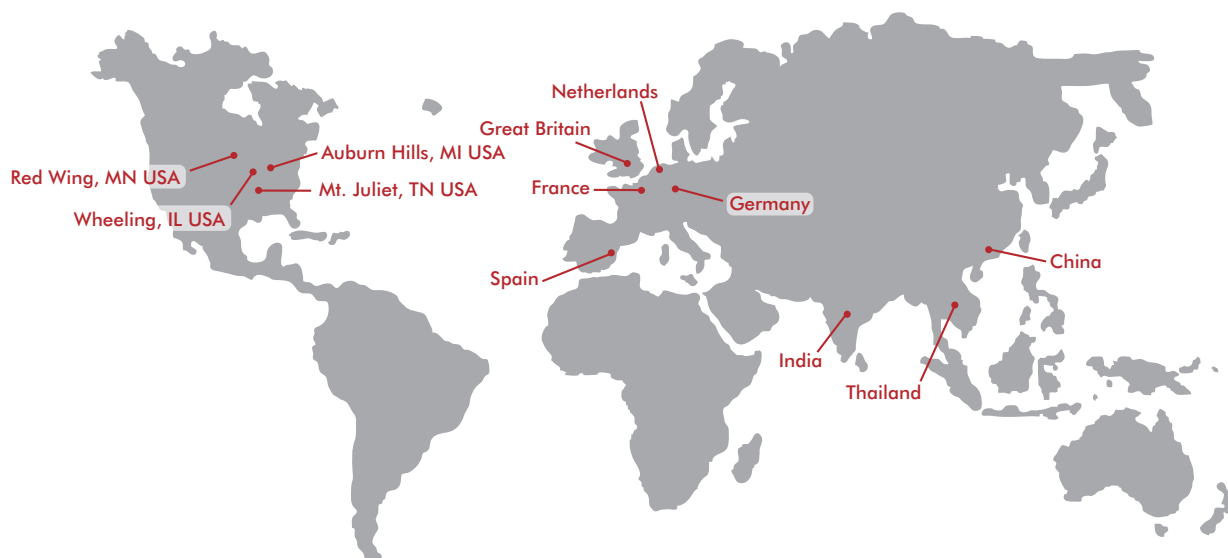 Netherlands
Great Britain
Auburn Hills, MI USA
Red Wing, MN USA
Mt. Juliet, TN USA
France
Germany
Wheeling, IL USA
China
Spain
India
Thailand